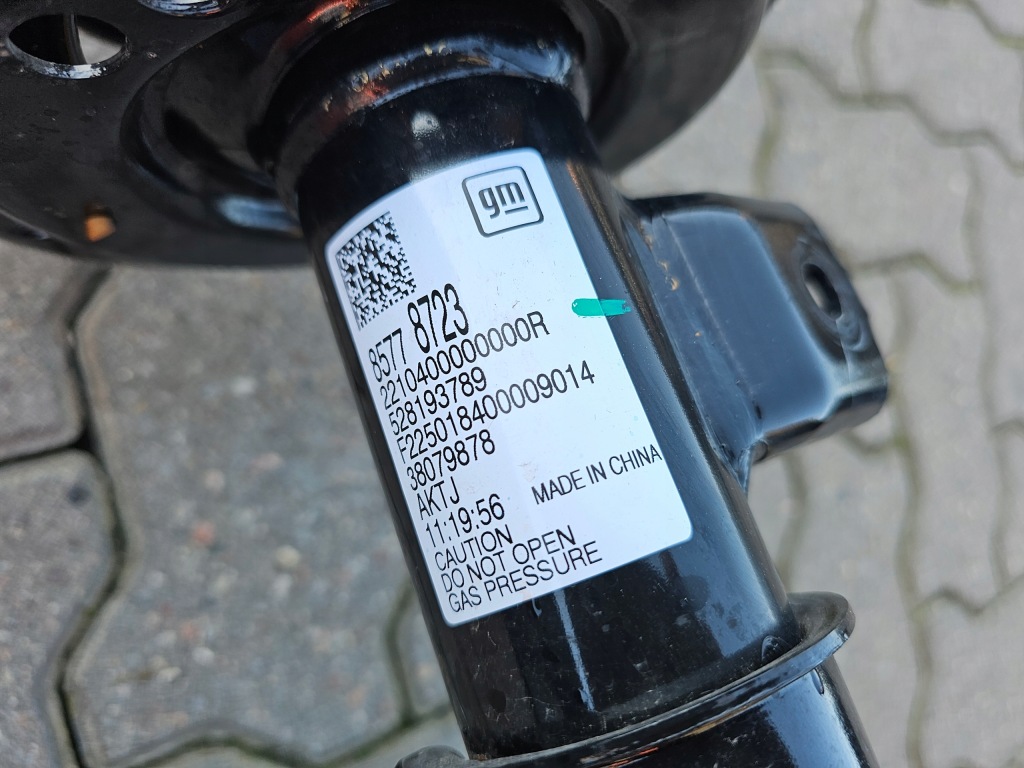 gm
8577 8723
2210400000000R
528193789
F225018400009014
38079878
AKTJ
11:19:56
MADE IN CHINA
CAUTION
DO NOT OPEN
GAS PRESSURE